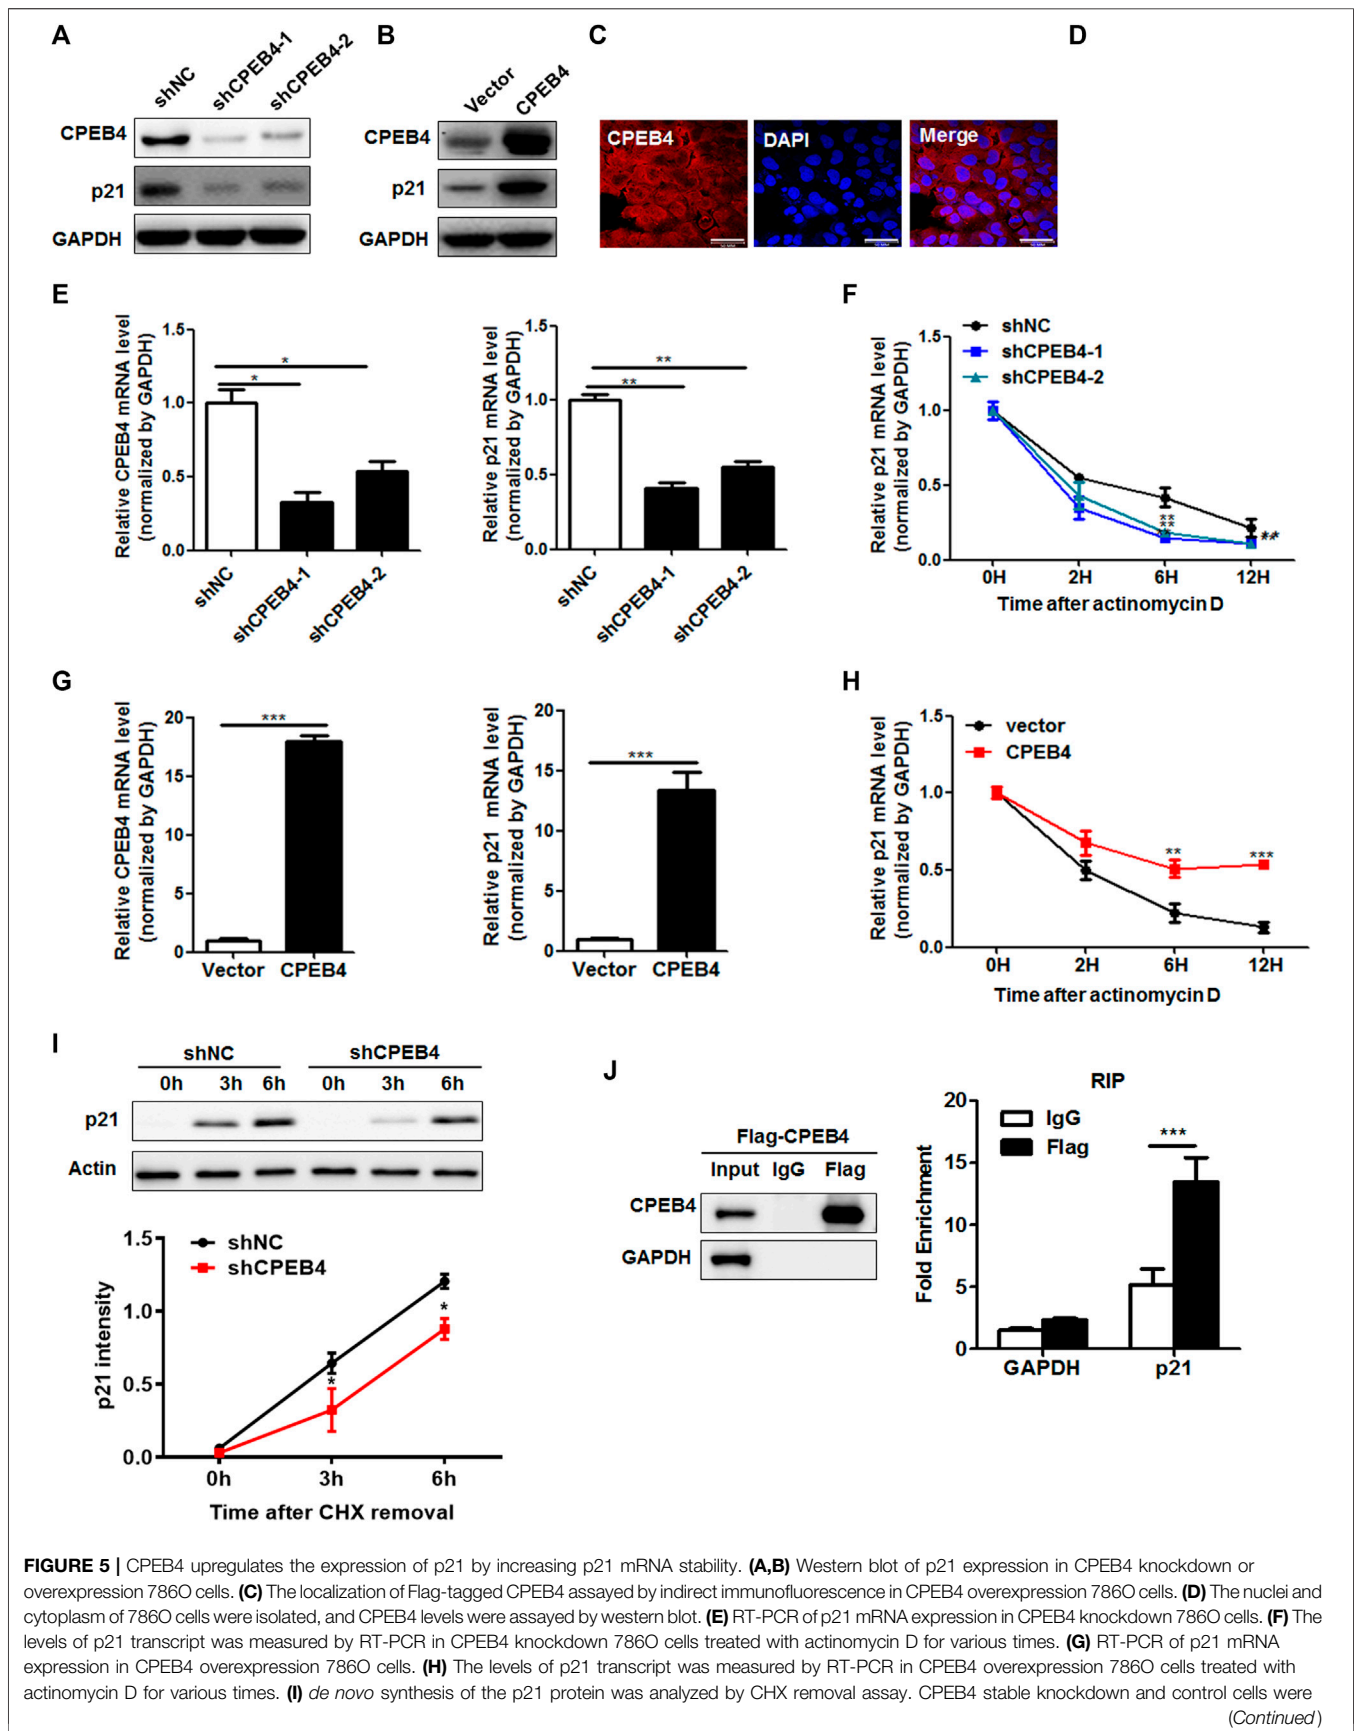 A
B
C
D
shNC
shCPEB4-1
shCPEB4-2
CPEB4
p21
GAPDH
Vector
CPEB4
CPEB4
p21
GAPDH
CPEB4
DAPI
Merge
E
Relative CPEB4 mRNA level
(normalized by GAPDH)
1.5
1.0
0.5
0.0
*
*
shNC
shCPEB4-1
shCPEB4-2
Relative p21 mRNA level
(normalized by GAPDH)
1.5
1.0
0.5
0.0
**
**
shNC
shCPEB4-1
shCPEB4-2
F
shNC
shCPEB4-1
shCPEB4-2
Relative p21 mRNA level
(normalized by GAPDH)
1.5
1.0
0.5
0.0
**
**
**
0H 2H 6H 12H
Time after actinomycin D
G
Relative CPEB4 mRNA level
(normalized by GAPDH)
20
15
10
5
0
***
Vector CPEB4
Relative p21 mRNA level
(normalized by GAPDH)
20
15
10
5
0
***
Vector CPEB4
H
vector
CPEB4
Relative p21 mRNA level
(normalized by GAPDH)
1.5
1.0
0.5
0.0
** ***
0H 2H 6H 12H
Time after actinomycin D
I
shNC shCPEB4
0h 3h 6h 0h 3h 6h
p21
Actin
shNC
shCPEB4
p21 intensity
1.5
1.0
0.5
0.0
*
*
0h 3h 6h
Time after CHX removal
J
Flag-CPEB4
Input IgG Flag
CPEB4
GAPDH
RIP
IgG
Flag
Fold Enrichment
20
15
10
5
0
***
GAPDH p21
FIGURE 5 | CPEB4 upregulates the expression of p21 by increasing p21 mRNA stability. (A,B) Western blot of p21 expression in CPEB4 knockdown or
overexpression 786O cells. (C) The localization of Flag-tagged CPEB4 assayed by indirect immunofluorescence in CPEB4 overexpression 786O cells. (D) The nuclei and
cytoplasm of 786O cells were isolated, and CPEB4 levels were assayed by western blot. (E) RT-PCR of p21 mRNA expression in CPEB4 knockdown 786O cells. (F) The
levels of p21 transcript was measured by RT-PCR in CPEB4 knockdown 786O cells treated with actinomycin D for various times. (G) RT-PCR of p21 mRNA
expression in CPEB4 overexpression 786O cells. (H) The levels of p21 transcript was measured by RT-PCR in CPEB4 overexpression 786O cells treated with
actinomycin D for various times. (I) de novo synthesis of the p21 protein was analyzed by CHX removal assay. CPEB4 stable knockdown and control cells were
(Continued)